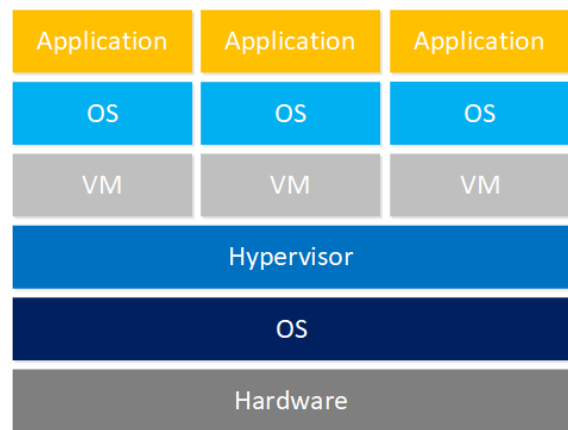 Application Application Application
OS OS OS
VM VM VM
Hypervisor
OS
Hardware